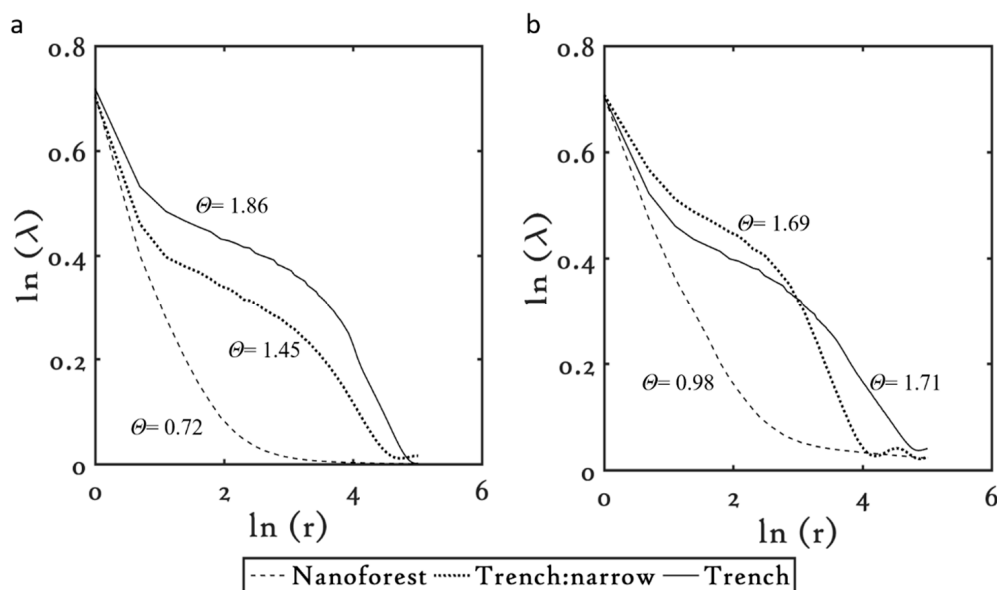 a
0.8
0.6
0.4
0.2
0
ln (λ)
Θ= 1.86
Θ= 1.45
Θ= 0.72
0 2 4 6
ln (r)
b
0.8
0.6
0.4
0.2
0
ln (λ)
Θ= 1.69
Θ= 0.98
Θ= 1.71
0 2 4 6
ln (r)
Nanoforest Trench:narrow Trench